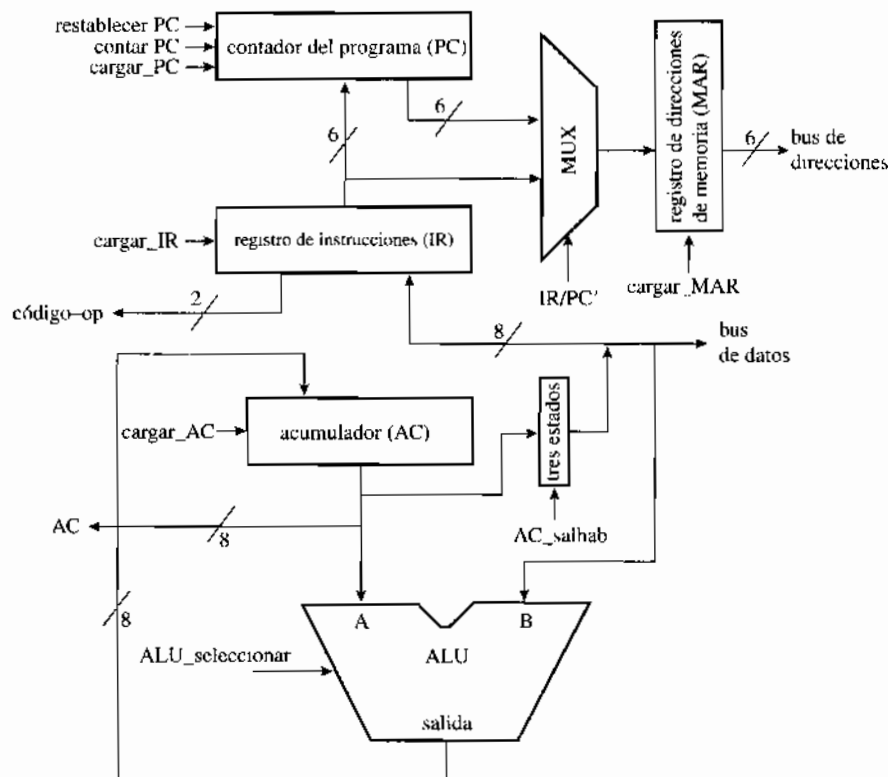 restablecer PC
contar PC
cargar_PC
contador del programa (PC)
6
6
MUX
registro de direcciones
de memoria (MAR)
6
bus de
direcciones
cargar_IR
registro de instrucciones (IR)
IR/PC'
cargar_MAR
código-op
2
8
bus
de datos
cargar_AC
acumulador (AC)
tres estados
AC
8
AC_salhab
8
A
B
ALU_seleccionar
ALU
salida